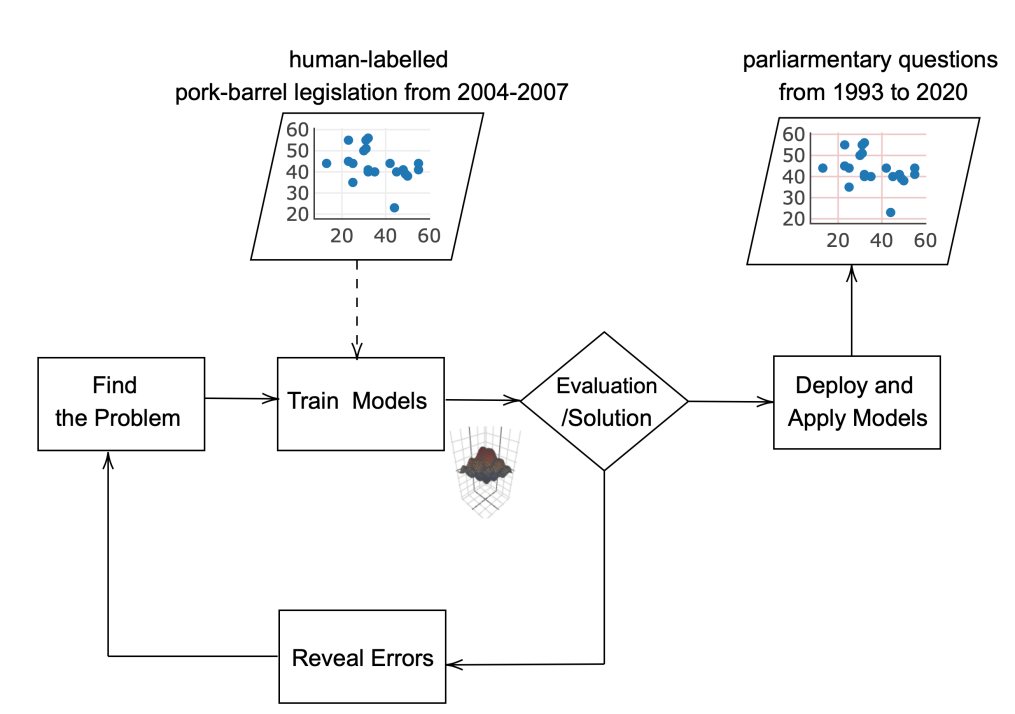 human-labelled
pork-barrel legislation from 2004-2007
60
50
40
30
20
20 40 60
parliarmentary questions
from 1993 to 2020
60
50
40
30
20
20 40 60
Find
the Problem
Train Models
Evaluation
/Solution
Deploy and
Apply Models
Reveal Errors